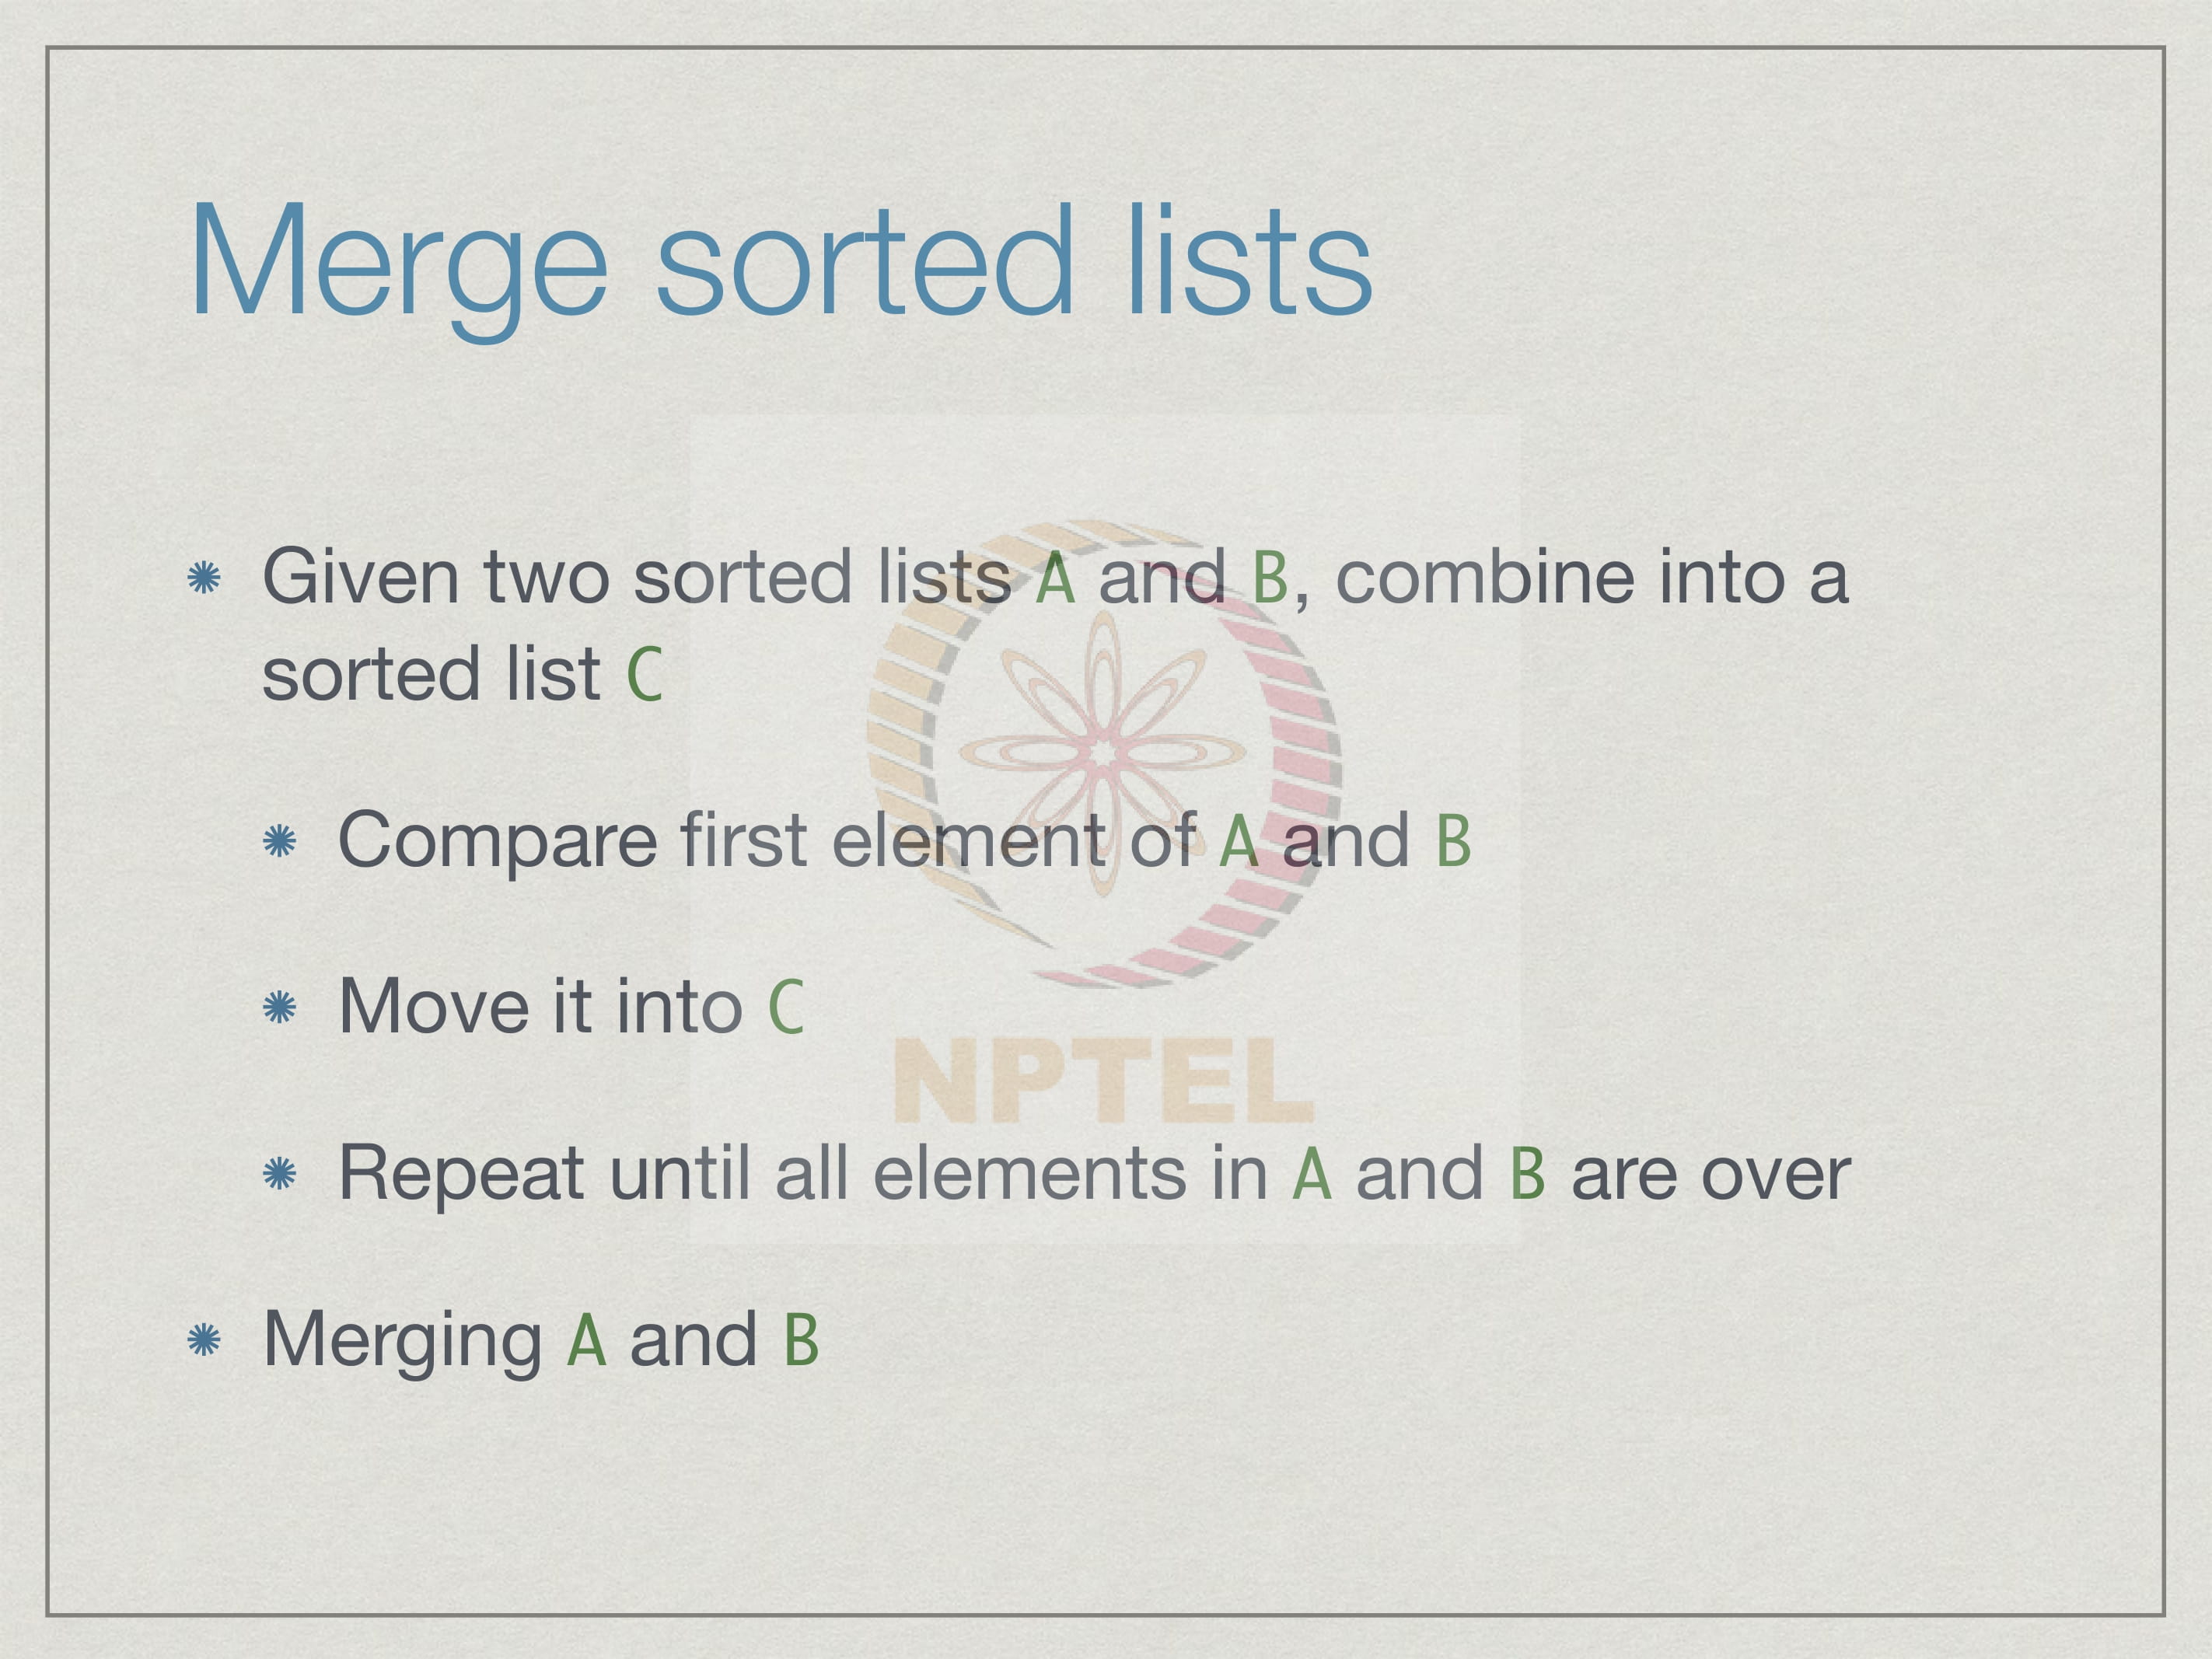 Merge sorted lists
Given two sorted lists A and B, combine into a
sorted list C
Compare first element of A and B
Move it into C
NPTEL
Repeat until all elements in A and B are over
Merging A and B